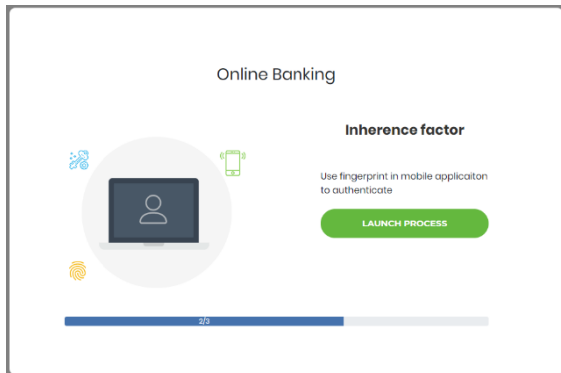 Online Banking
Inherence factor
Use fingerprint in mobile applicaiton
to authenticate
LAUNCH PROCESS
2/3